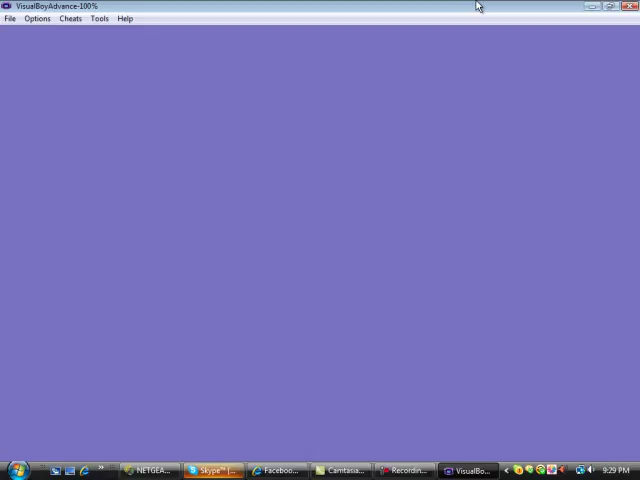 VisualBoyAdvance-100%
File Options Cheats Tools Help
NETGEA... Skype™ [... Faceboo... Camtasia... Recordin... VisualBo... 9:29 PM